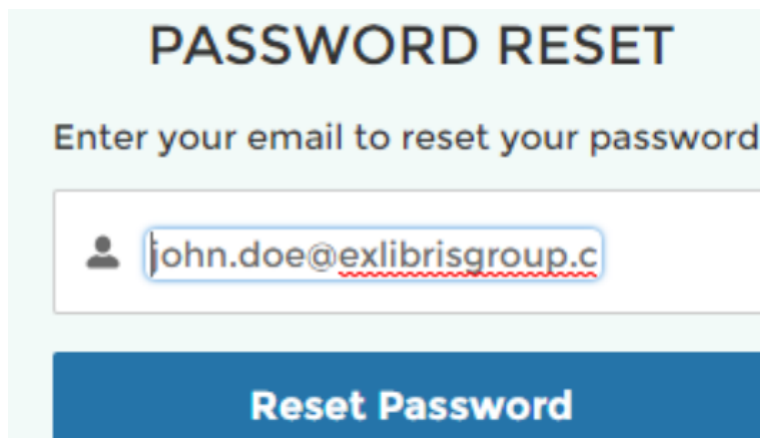 PASSWORD RESET
Enter your email to reset your password
john.doe@exlibrisgroup.c
Reset Password